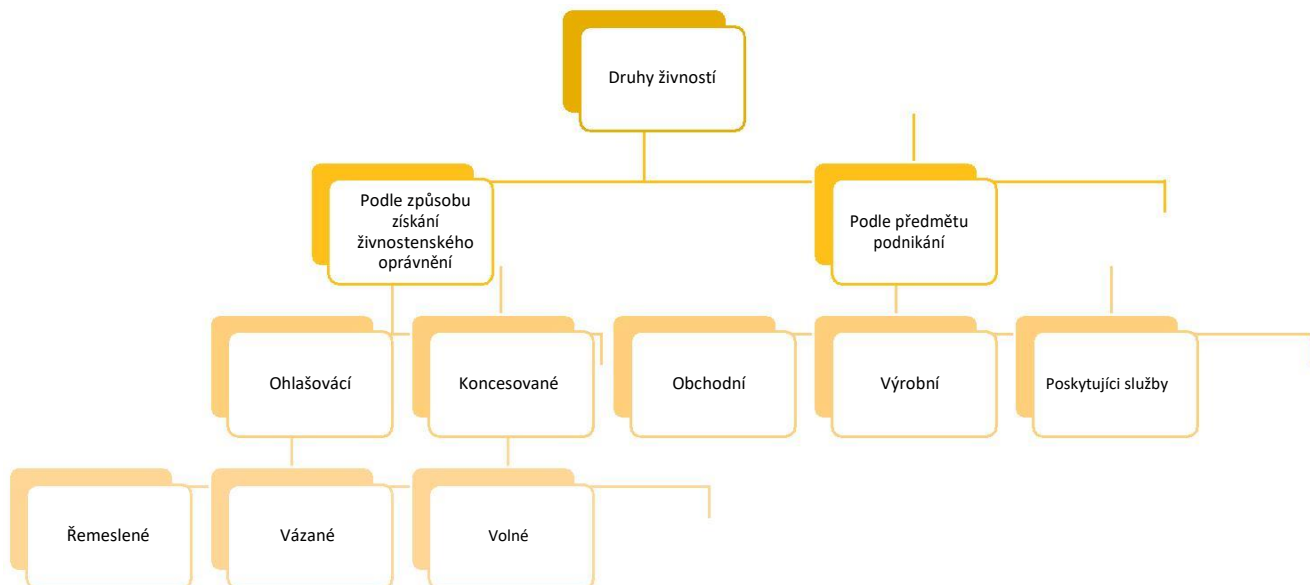 Druhy živností
Podle způsobu
získání
živnostenského
oprávnění
Podle předmětu
podnikání
Ohlašovácí
Koncesované
Obchodní
Výrobní
Poskytujíci služby
Řemeslené
Vázané
Volné